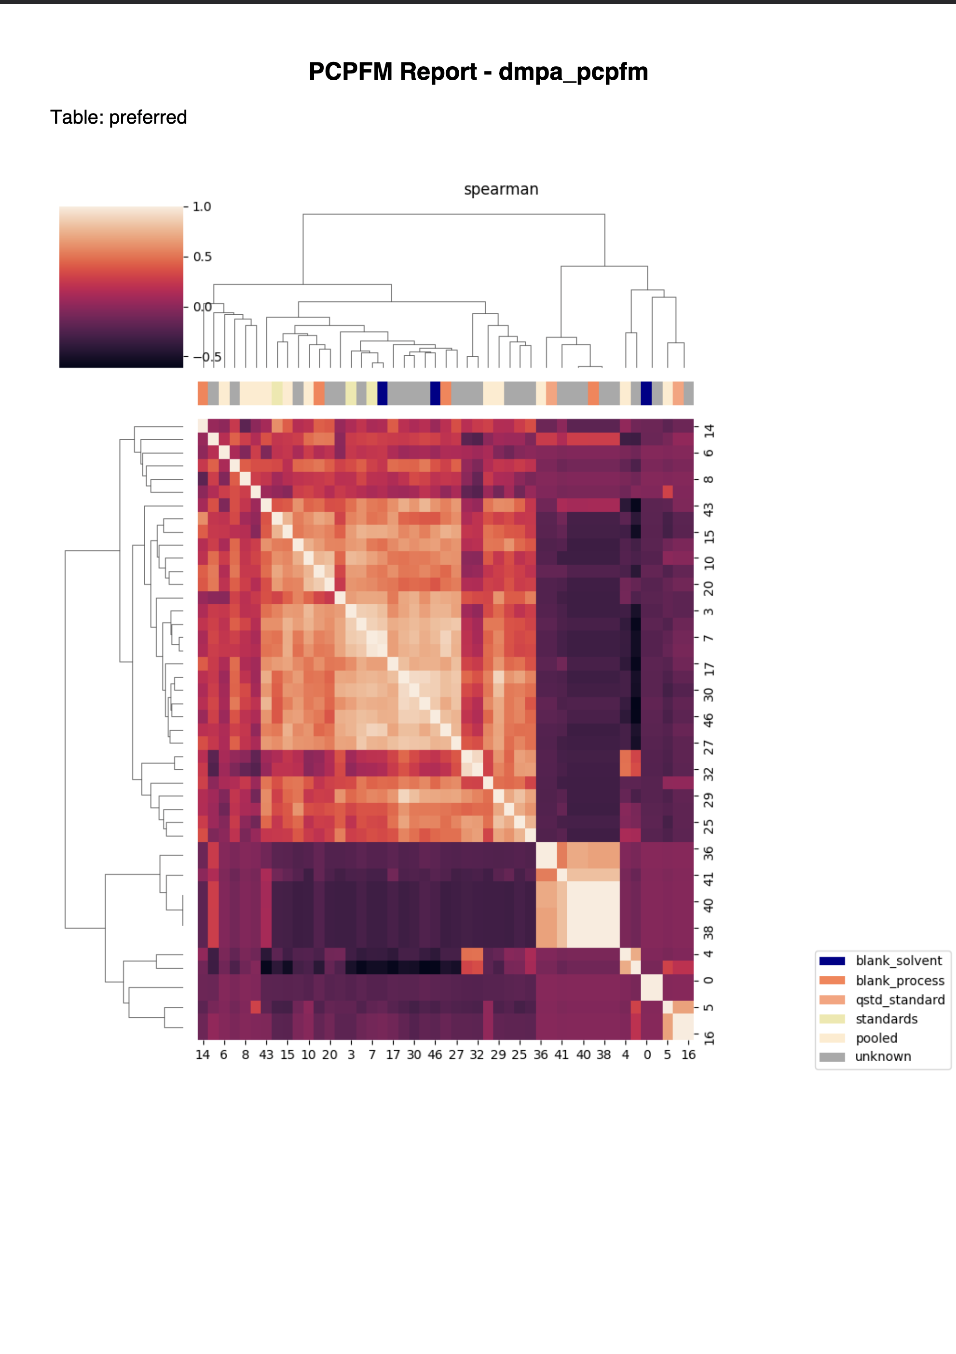 PCPFM Report - dmpa_pcpfm
Table: preferred
spearman
1.0
0.5
0.0
−0.5
14
6
8
43
15
10
20
3
7
17
30
46
27
32
29
25
36
41
40
38
4
0
5
16
14 6 8 43 15 10 20 3 7 17 30 46 27 32 29 25 36 41 40 38 4 0 5 16
blank_solvent
blank_process
qstd_standard
standards
pooled
unknown